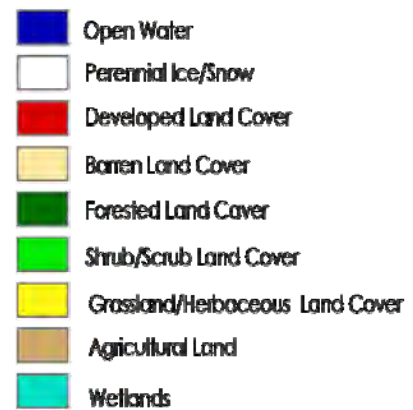 Open Water
Perennial Ice/Snow
Developed Land Cover
Barren Land Cover
Forested Land Cover
Shrub/Scrub Land Cover
Grassland/Herbaceous Land Cover
Agricultural Land
Wetlands